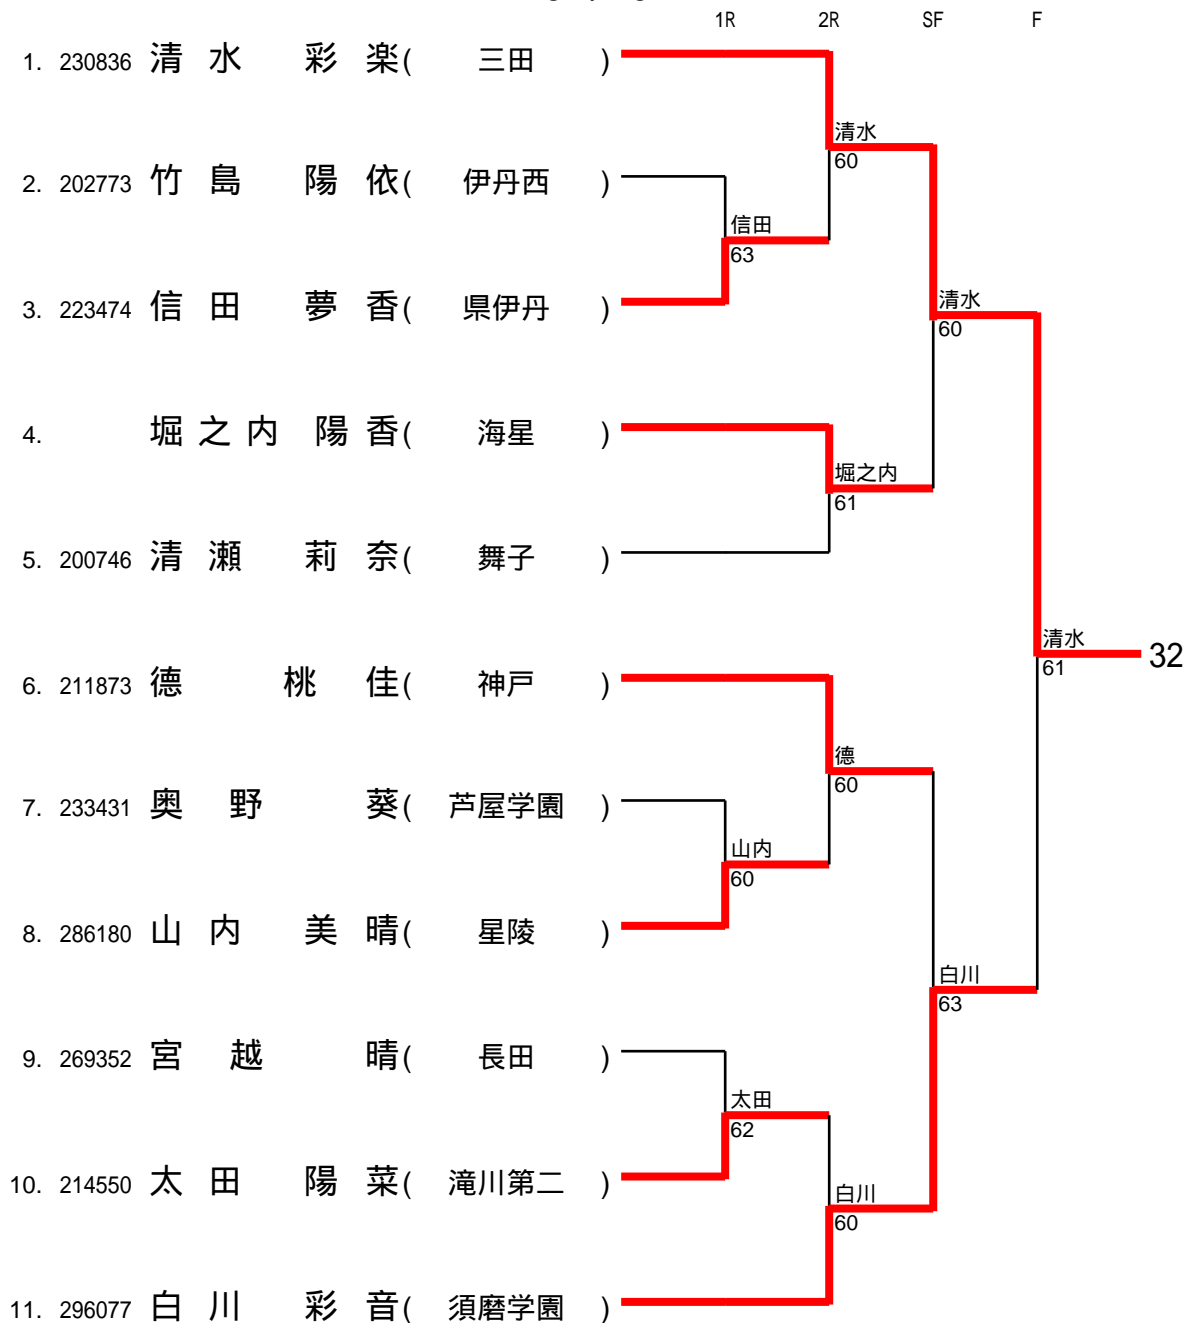 1R 2R SF F
1. 230836 清水 彩楽( 三田 )
清水
60
2. 202773 竹島 陽依( 伊丹西 )
信田
63
3. 223474 信田 夢香( 県伊丹 )
清水
60
4. 堀之内 陽香( 海星 )
堀之内
61
5. 200746 清瀬 莉奈( 舞子 )
清水
61
32
6. 211873 德 桃佳( 神戸 )
德
60
7. 233431 奥野 葵( 芦屋学園 )
山内
60
8. 286180 山内 美晴( 星陵 )
白川
63
9. 269352 宮越 晴( 長田 )
太田
62
10. 214550 太田 陽菜( 滝川第二 )
白川
60
11. 296077 白川 彩音( 須磨学園 )